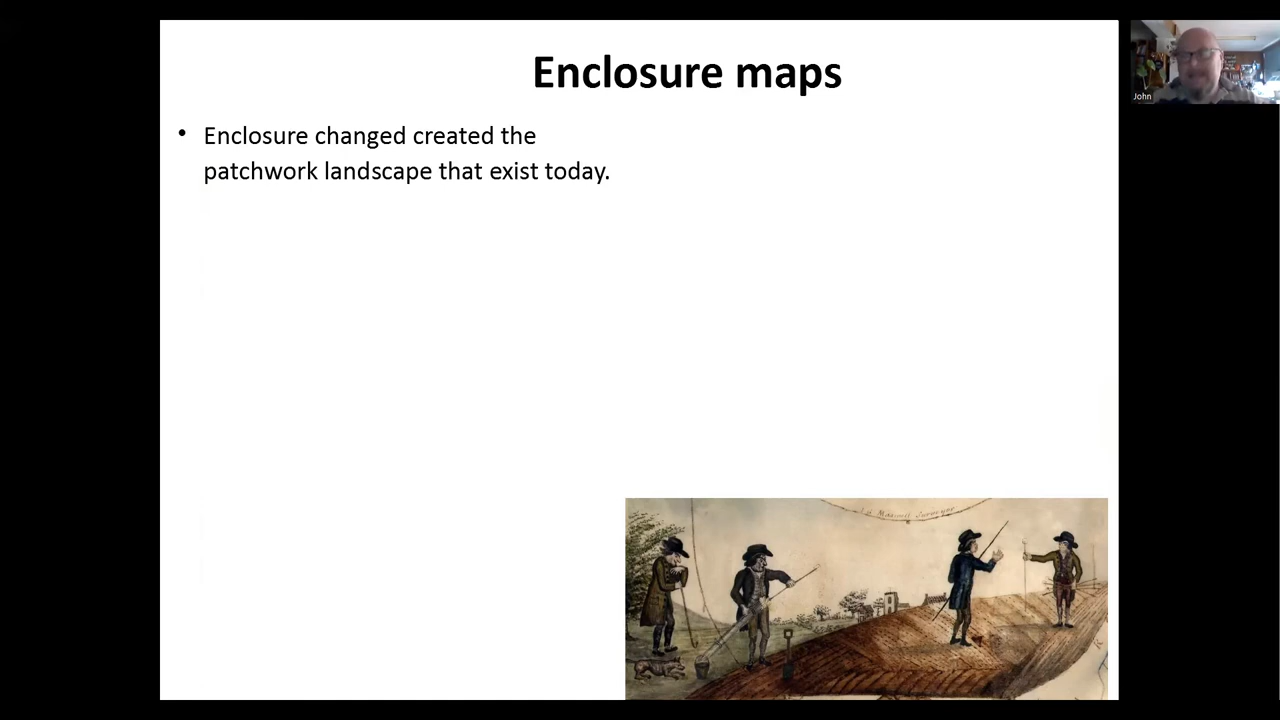 Enclosure maps
• Enclosure changed created the
patchwork landscape that exist today.
John